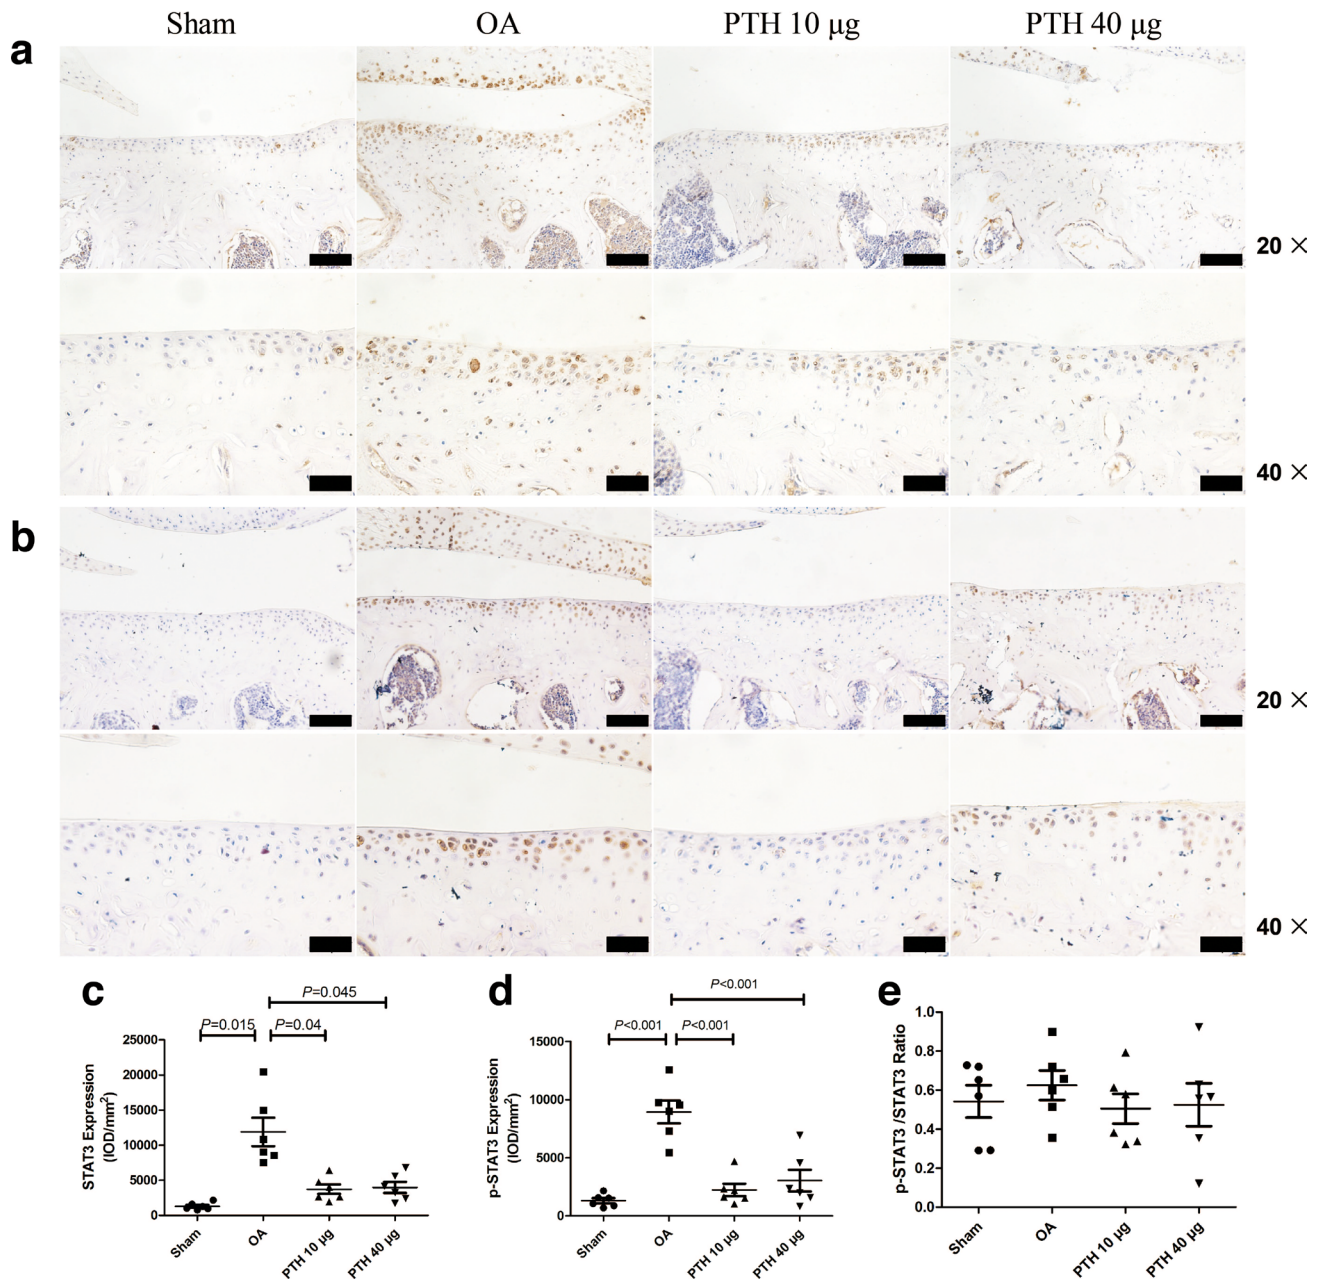 Sham OA PTH 10 μg PTH 40 μg
a
20 ×
40 ×
b
20 ×
40 ×
c
P=0.045
P=0.015 P=0.04
STAT3 Expression
(IOD/mm²)
25000
20000
15000
10000
5000
0
Sham OA PTH 10 μg PTH 40 μg
d
P<0.001
P<0.001 P<0.001
p-STAT3 Expression
(IOD/mm²)
15000
10000
5000
0
Sham OA PTH 10 μg PTH 40 μg
e
p-STAT3 /STAT3 Ratio
1.0
0.8
0.6
0.4
0.2
0.0
Sham OA PTH 10 μg PTH 40 μg